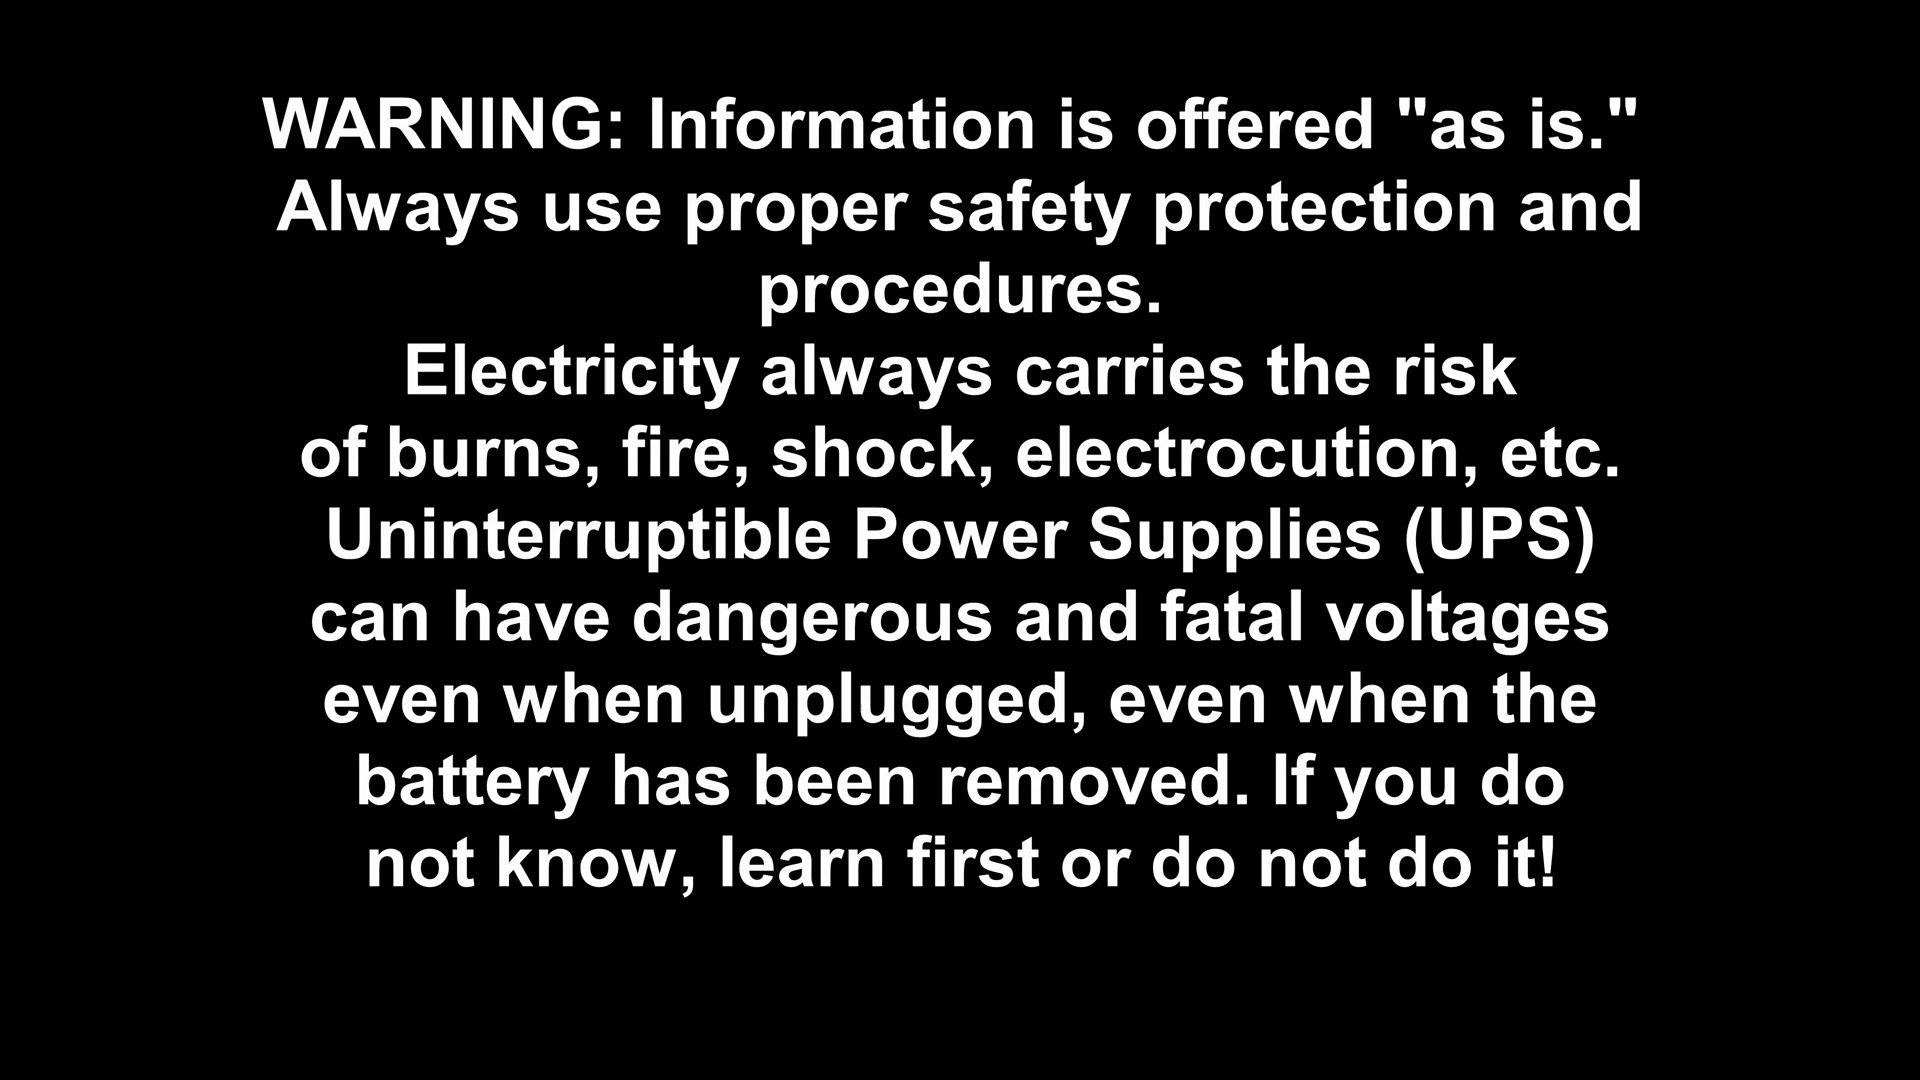 WARNING: Information is offered "as is."
Always use proper safety protection and
procedures.
Electricity always carries the risk
of burns, fire, shock, electrocution, etc.
Uninterruptible Power Supplies (UPS)
can have dangerous and fatal voltages
even when unplugged, even when the
battery has been removed. If you do
not know, learn first or do not do it!